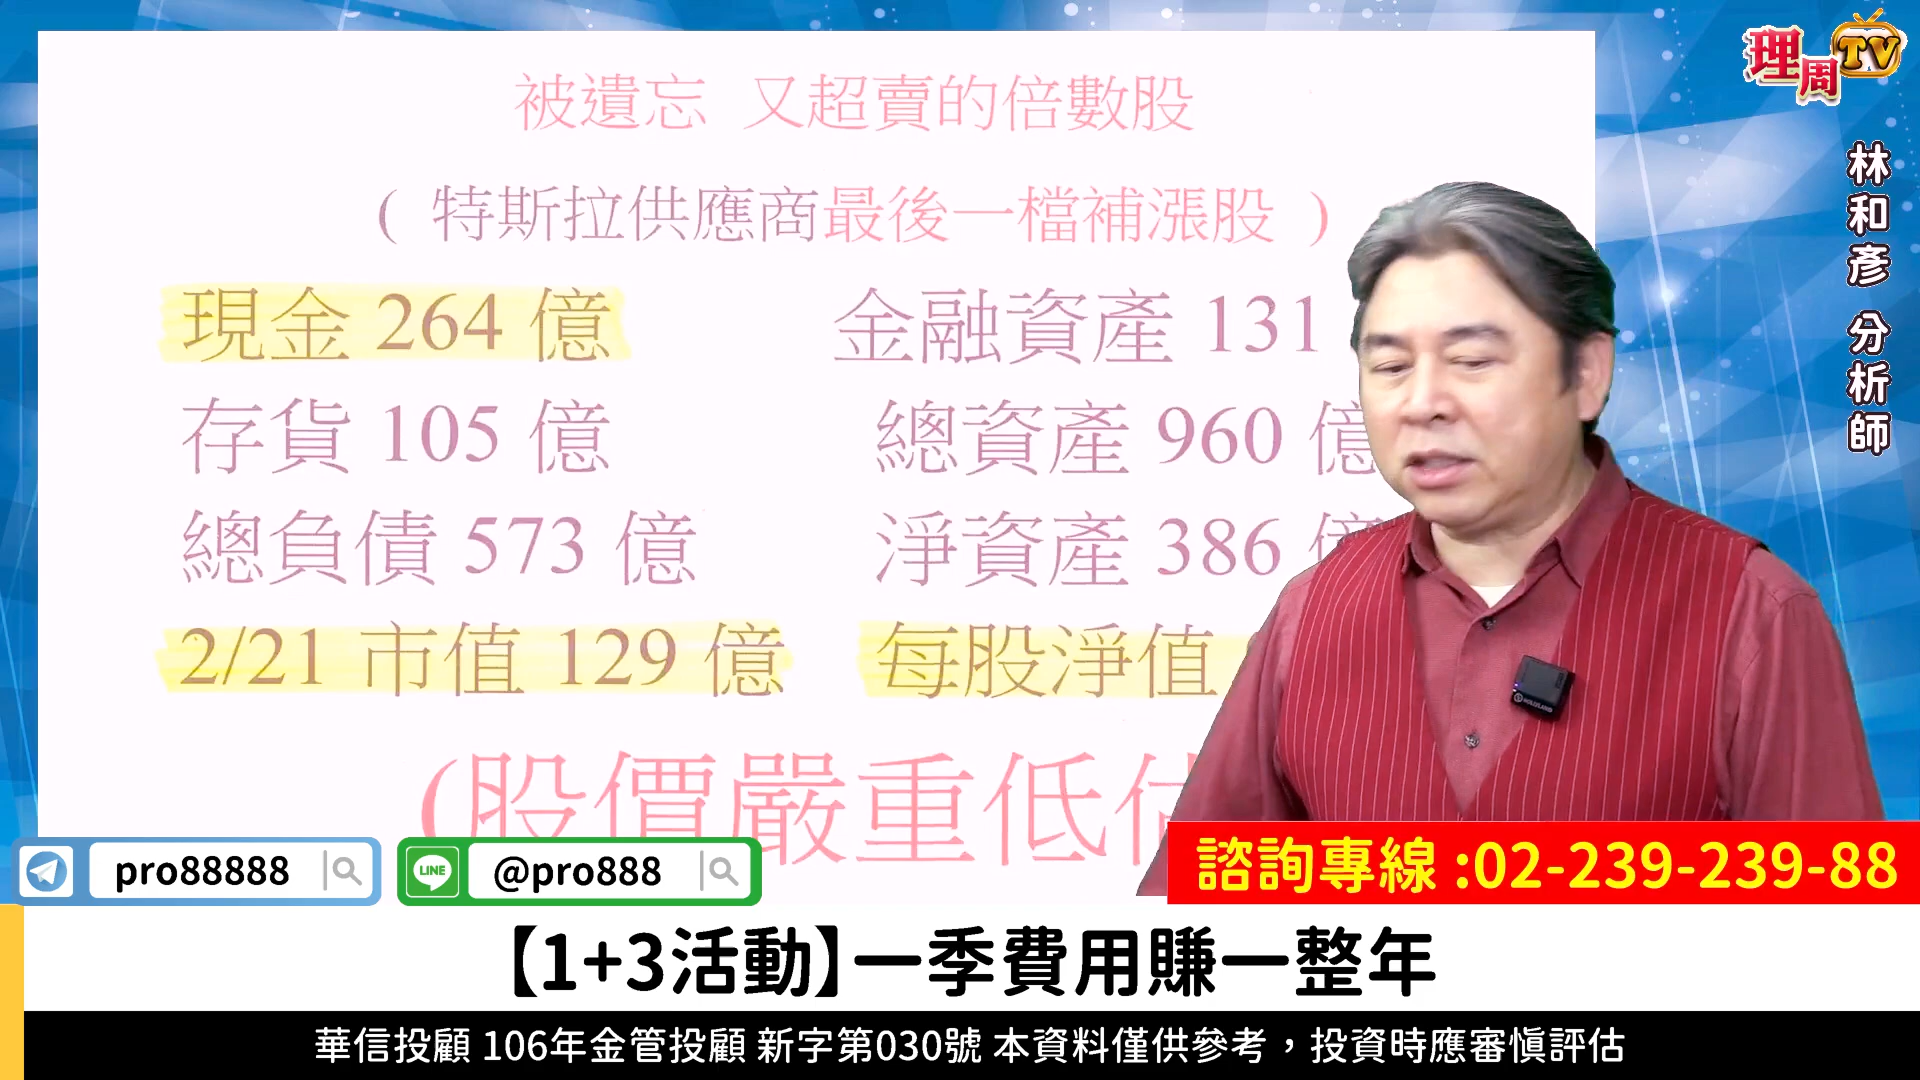 被遺忘 又超賣的倍數股
( 特斯拉供應商最後一檔補漲股 )
現金 264 億
金融資產 131
存貨 105 億
總資產 960 億
總負債 573 億
淨資產 386 億
2/21 市值 129 億
每股淨值
(股價嚴重低估
理周TV
林和彥 分析師
pro88888
LINE
@pro888
諮詢專線 :02-239-239-88
【1+3活動】一季費用賺一整年
華信投顧 106年金管投顧 新字第030號 本資料僅供參考，投資時應審慎評估